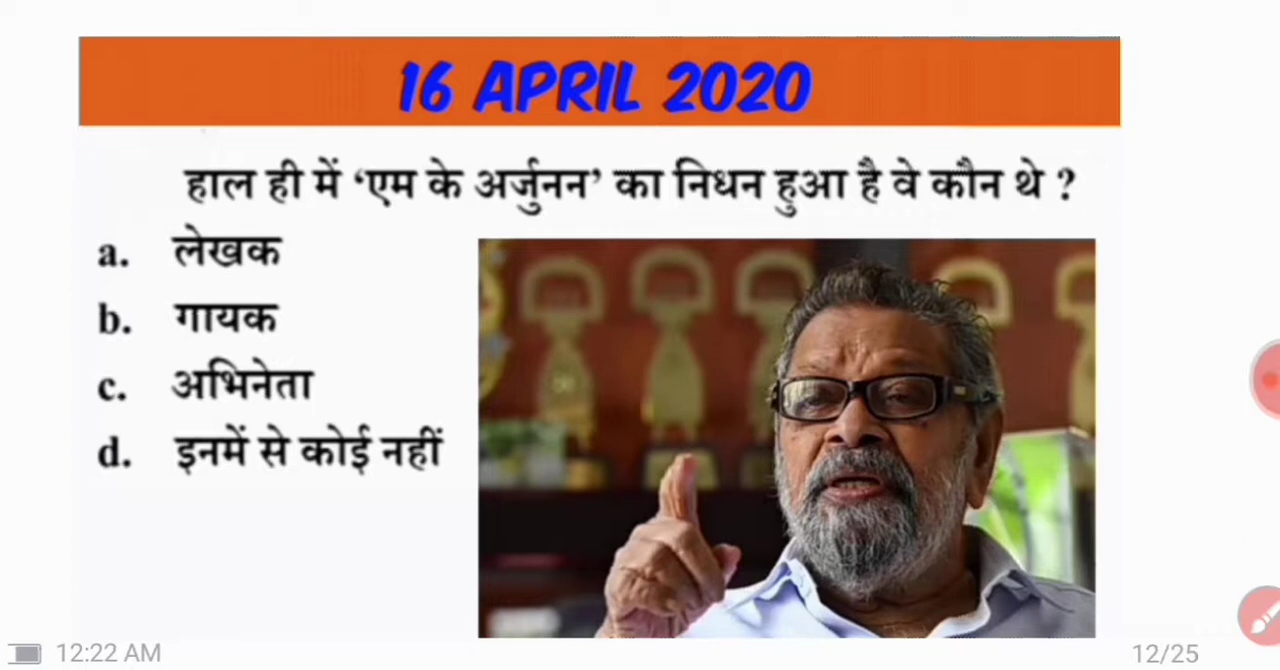 16 APRIL 2020
हाल ही में ‘एम के अर्जुनन’ का निधन हुआ है वे कौन थे ?
a. लेखक
b. गायक
c. अभिनेता
d. इनमें से कोई नहीं
12:22 AM
12/25